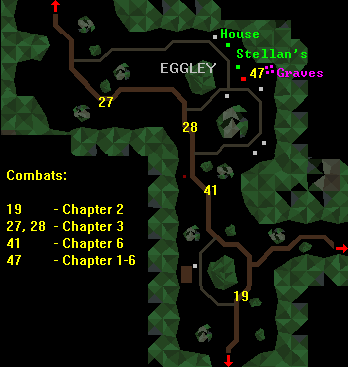 House
Stellan's
EGGLEY
47
Graves
27
28
Combats:
41
19 - Chapter 2
27, 28 - Chapter 3
41 - Chapter 6
47 - Chapter 1-6
19